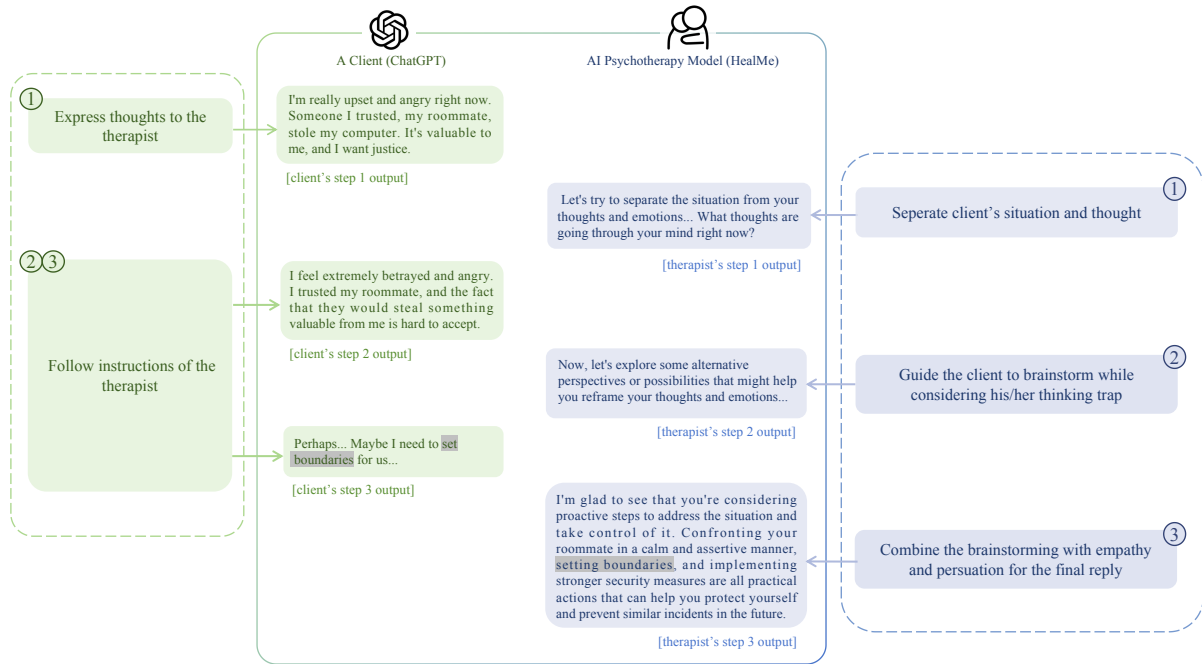 A Client (ChatGPT)
AI Psychotherapy Model (HealMe)
1
Express thoughts to the
therapist
I'm really upset and angry right now.
Someone I trusted, my roommate,
stole my computer. It's valuable to
me, and I want justice.
[client's step 1 output]
1
Seperate client's situation and thought
Let's try to separate the situation from your
thoughts and emotions... What thoughts are
going through your mind right now?
[therapist's step 1 output]
2 3
Follow instructions of the
therapist
I feel extremely betrayed and angry.
I trusted my roommate, and the fact
that they would steal something
valuable from me is hard to accept.
[client's step 2 output]
2
Guide the client to brainstorm while
considering his/her thinking trap
Now, let's explore some alternative
perspectives or possibilities that might help
you reframe your thoughts and emotions...
[therapist's step 2 output]
Perhaps... Maybe I need to set
boundaries for us...
[client's step 3 output]
3
Combine the brainstorming with empathy
and persuation for the final reply
I'm glad to see that you're considering
proactive steps to address the situation and
take control of it. Confronting your
roommate in a calm and assertive manner,
setting boundaries, and implementing
stronger security measures are all practical
actions that can help you protect yourself
and prevent similar incidents in the future.
[therapist's step 3 output]